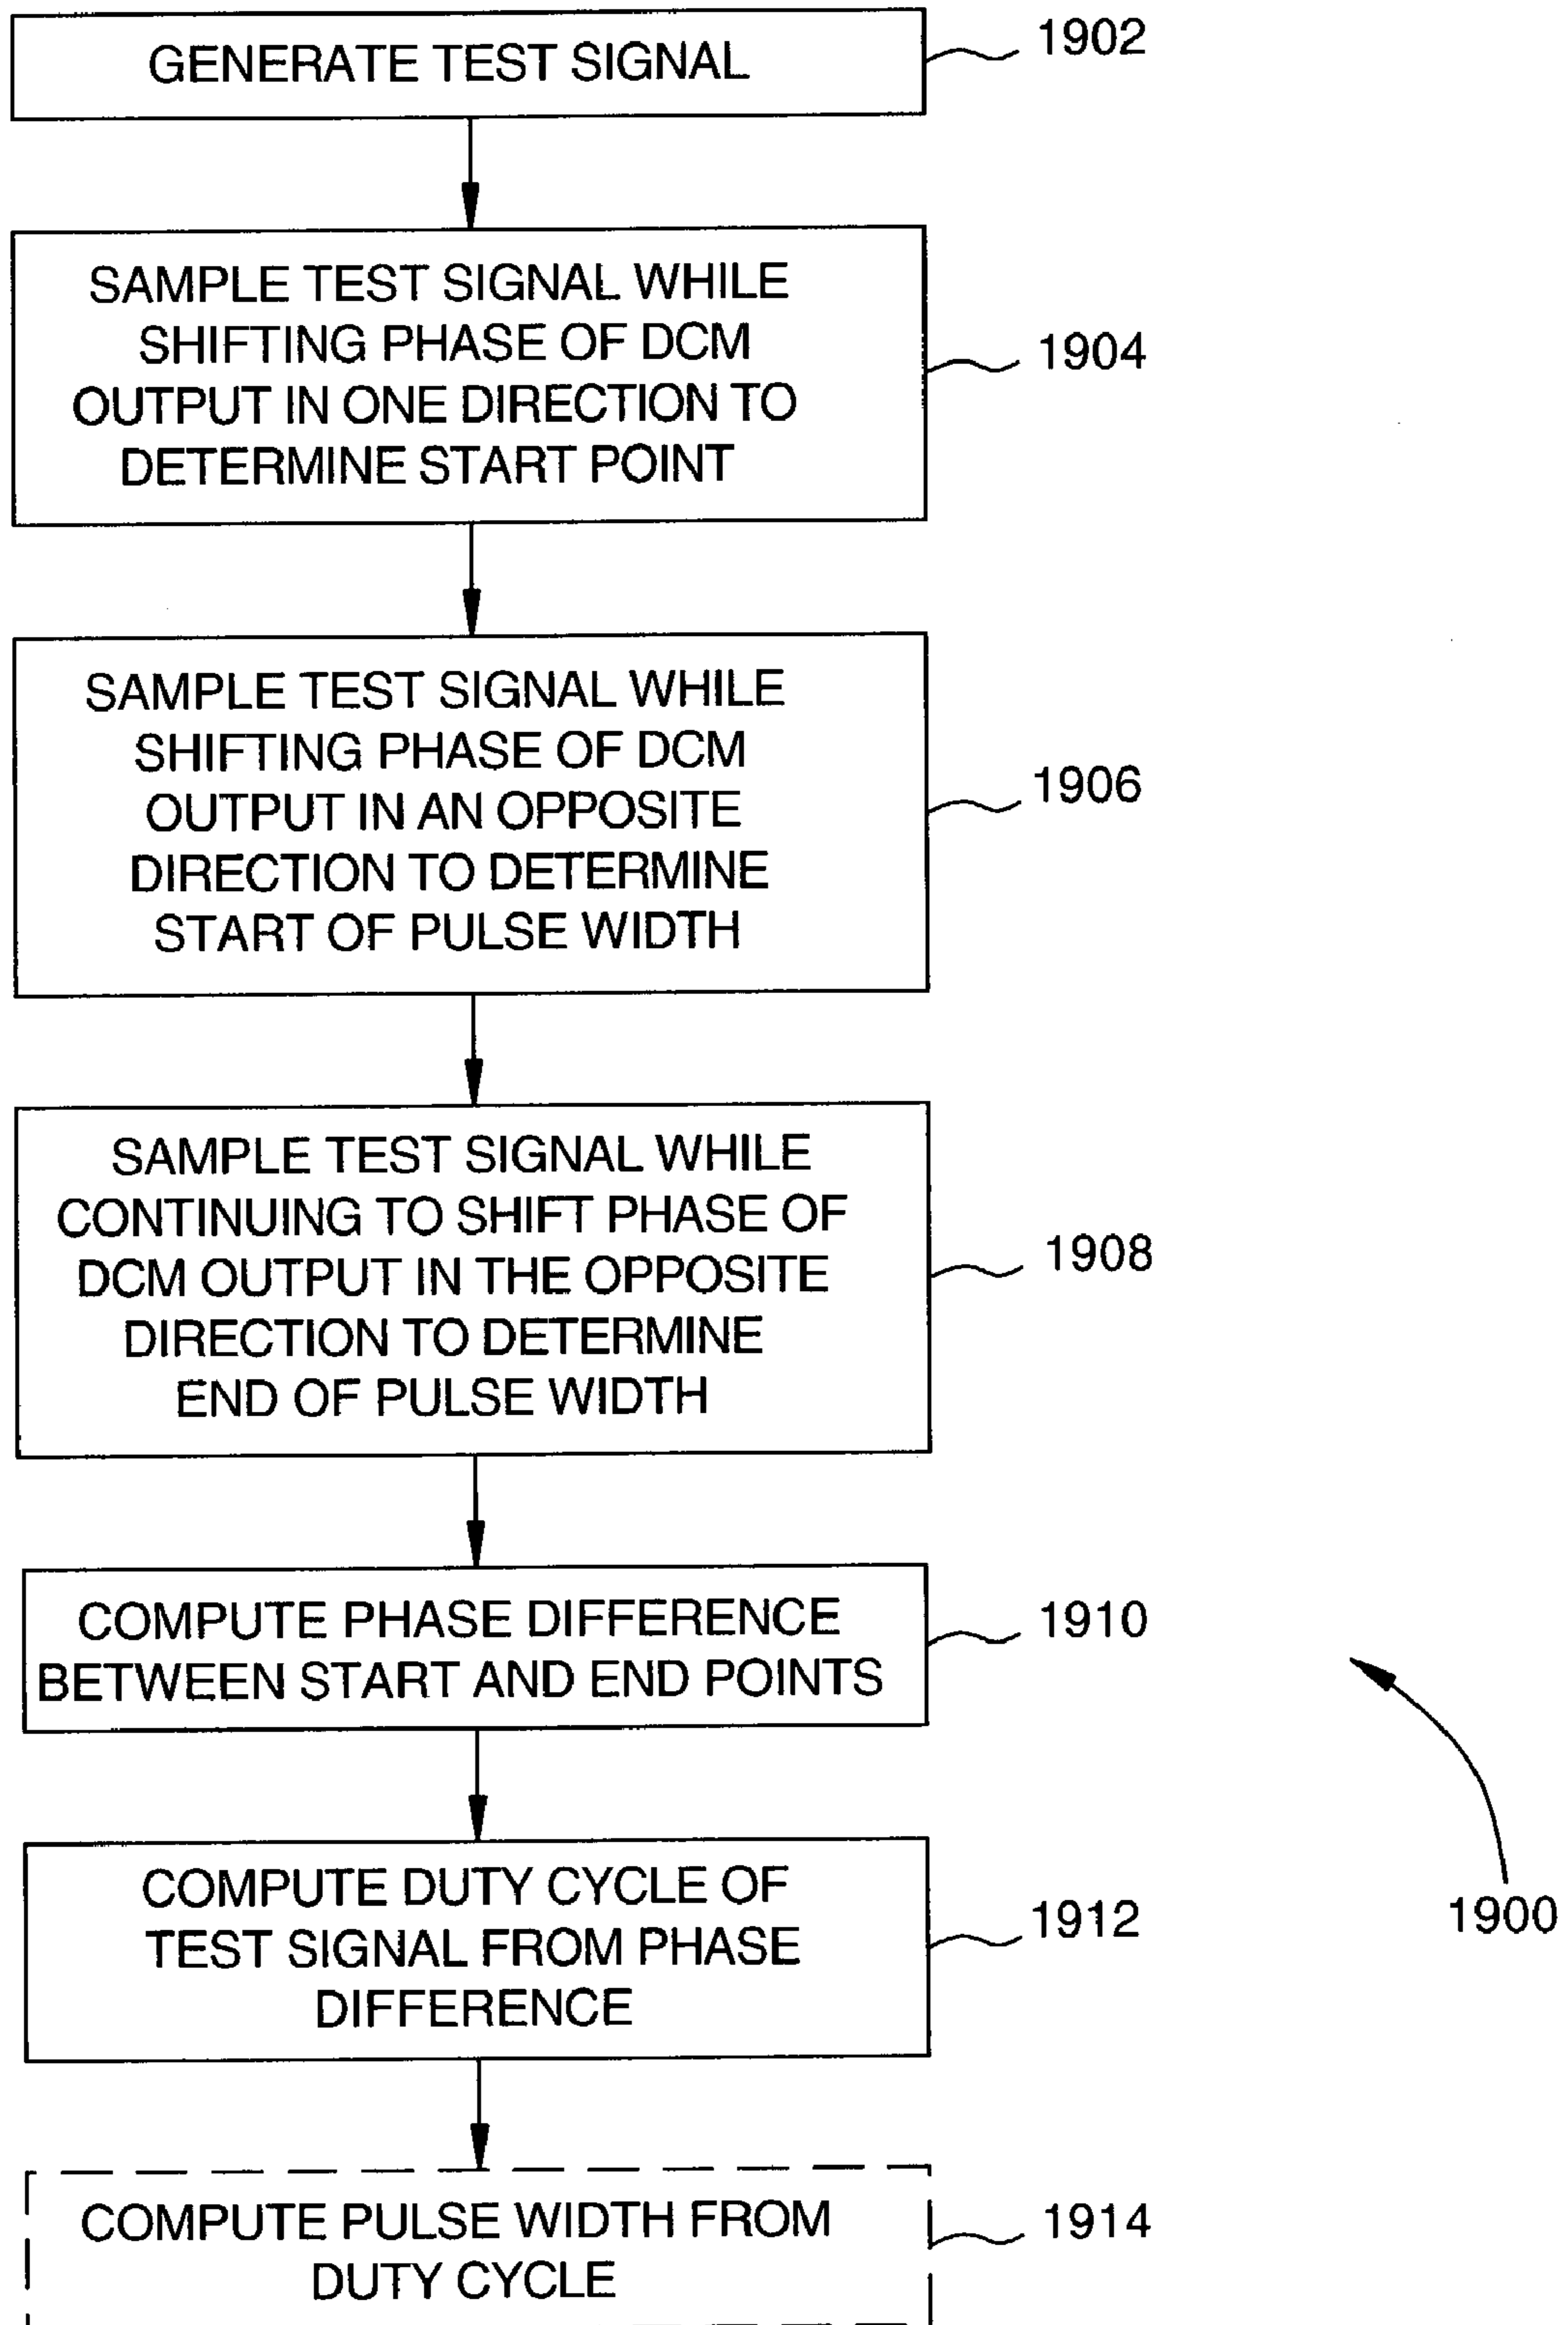 GENERATE TEST SIGNAL
1902
SAMPLE TEST SIGNAL WHILE
SHIFTING PHASE OF DCM
OUTPUT IN ONE DIRECTION TO
DETERMINE START POINT
1904
SAMPLE TEST SIGNAL WHILE
SHIFTING PHASE OF DCM
OUTPUT IN AN OPPOSITE
DIRECTION TO DETERMINE
START OF PULSE WIDTH
1906
SAMPLE TEST SIGNAL WHILE
CONTINUING TO SHIFT PHASE OF
DCM OUTPUT IN THE OPPOSITE
DIRECTION TO DETERMINE
END OF PULSE WIDTH
1908
COMPUTE PHASE DIFFERENCE
BETWEEN START AND END POINTS
1910
COMPUTE DUTY CYCLE OF
TEST SIGNAL FROM PHASE
DIFFERENCE
1912
1900
COMPUTE PULSE WIDTH FROM
DUTY CYCLE
1914